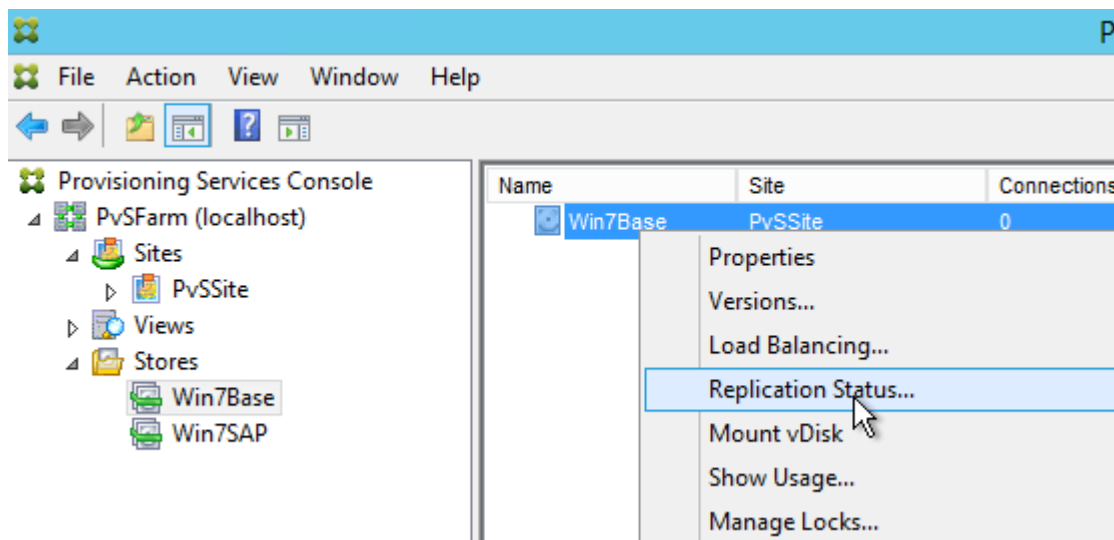 P
File Action View Window Help
Provisioning Services Console
PvSFarm (localhost)
Sites
PvSSite
Views
Stores
Win7Base
Win7SAP
Name Site Connections
Win7Base PvSSite 0
Properties
Versions...
Load Balancing...
Replication Status...
Mount vDisk
Show Usage...
Manage Locks...